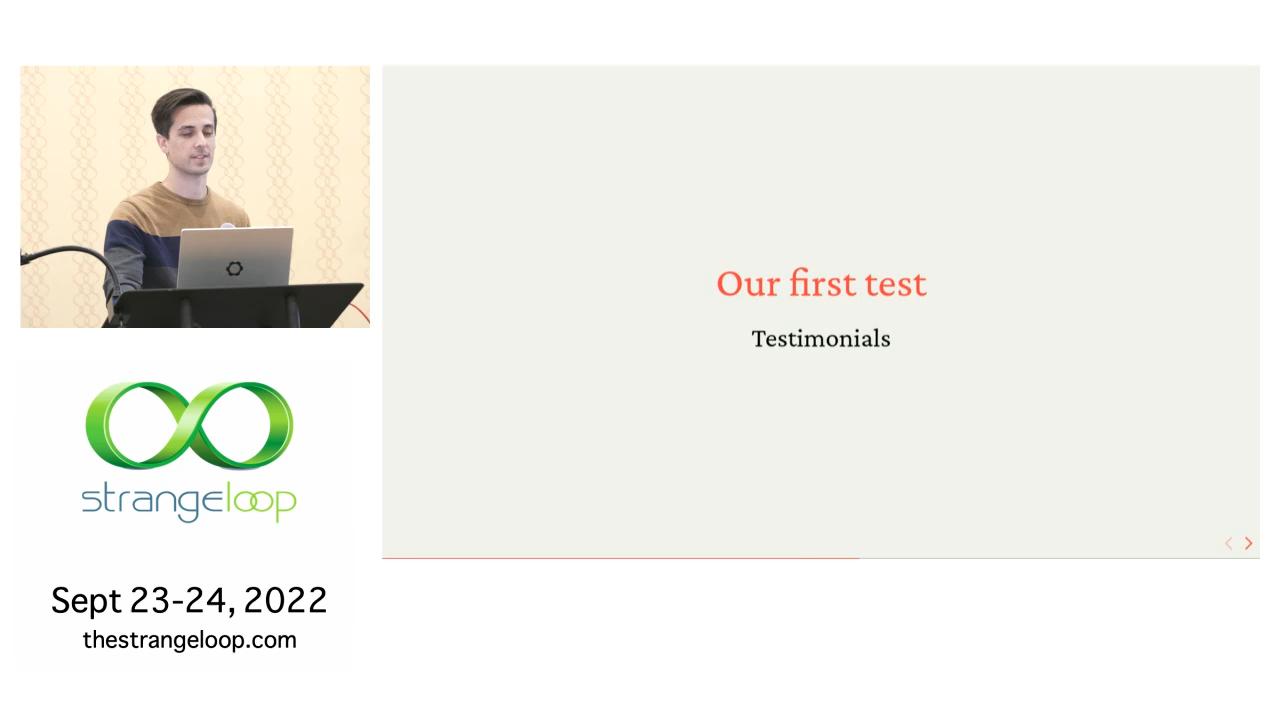 Our first test
Testimonials
strangeloop
Sept 23-24, 2022
thestrangeloop.com